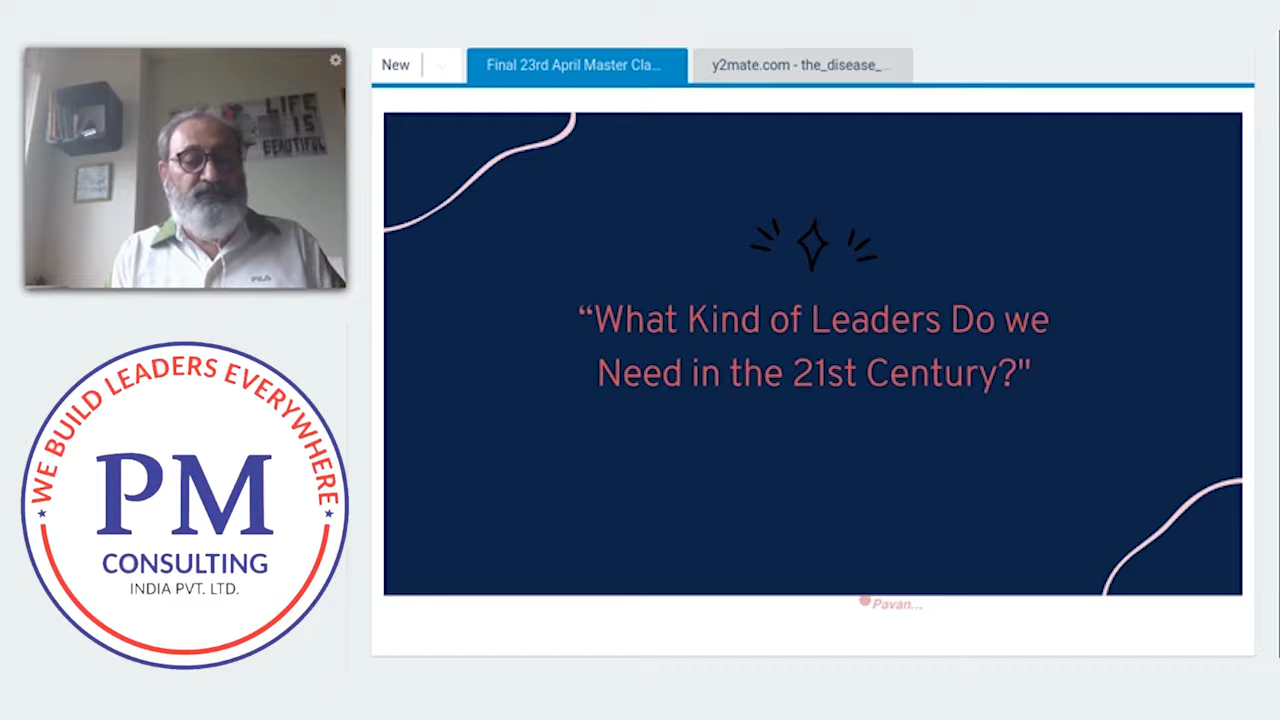 New
Final 23rd April Master Cla...
y2mate.com - the_disease_...
LIFE
IS
BEAUTIFUL
FILA
“What Kind of Leaders Do we
Need in the 21st Century?"
Pavan...
WE BUILD LEADERS EVERYWHERE
PM
CONSULTING
INDIA PVT. LTD.